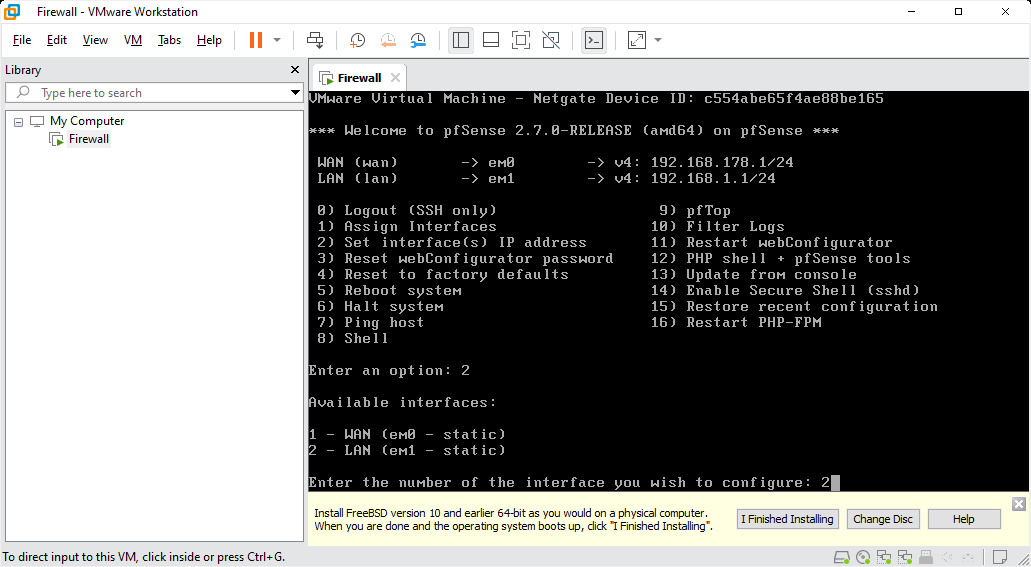 Firewall - VMware Workstation
File Edit View VM Tabs Help
Library
Type here to search
My Computer
Firewall
Firewall
VMware Virtual Machine - Netgate Device ID: c554abe65f4ae88be165
*** Welcome to pfSense 2.7.0-RELEASE (amd64) on pfSense ***
WAN (wan) -> em0 -> v4: 192.168.178.1/24
LAN (lan) -> em1 -> v4: 192.168.1.1/24
0) Logout (SSH only) 9) pfTop
1) Assign Interfaces 10) Filter Logs
2) Set interface(s) IP address 11) Restart webConfigurator
3) Reset webConfigurator password 12) PHP shell + pfSense tools
4) Reset to factory defaults 13) Update from console
5) Reboot system 14) Enable Secure Shell (sshd)
6) Halt system 15) Restore recent configuration
7) Ping host 16) Restart PHP-FPM
8) Shell
Enter an option: 2
Available interfaces:
1 - WAN (em0 - static)
2 - LAN (em1 - static)
Enter the number of the interface you wish to configure: 2
Install FreeBSD version 10 and earlier 64-bit as you would on a physical computer.
When you are done and the operating system boots up, click "I Finished Installing".
I Finished Installing Change Disc Help
To direct input to this VM, click inside or press Ctrl+G.